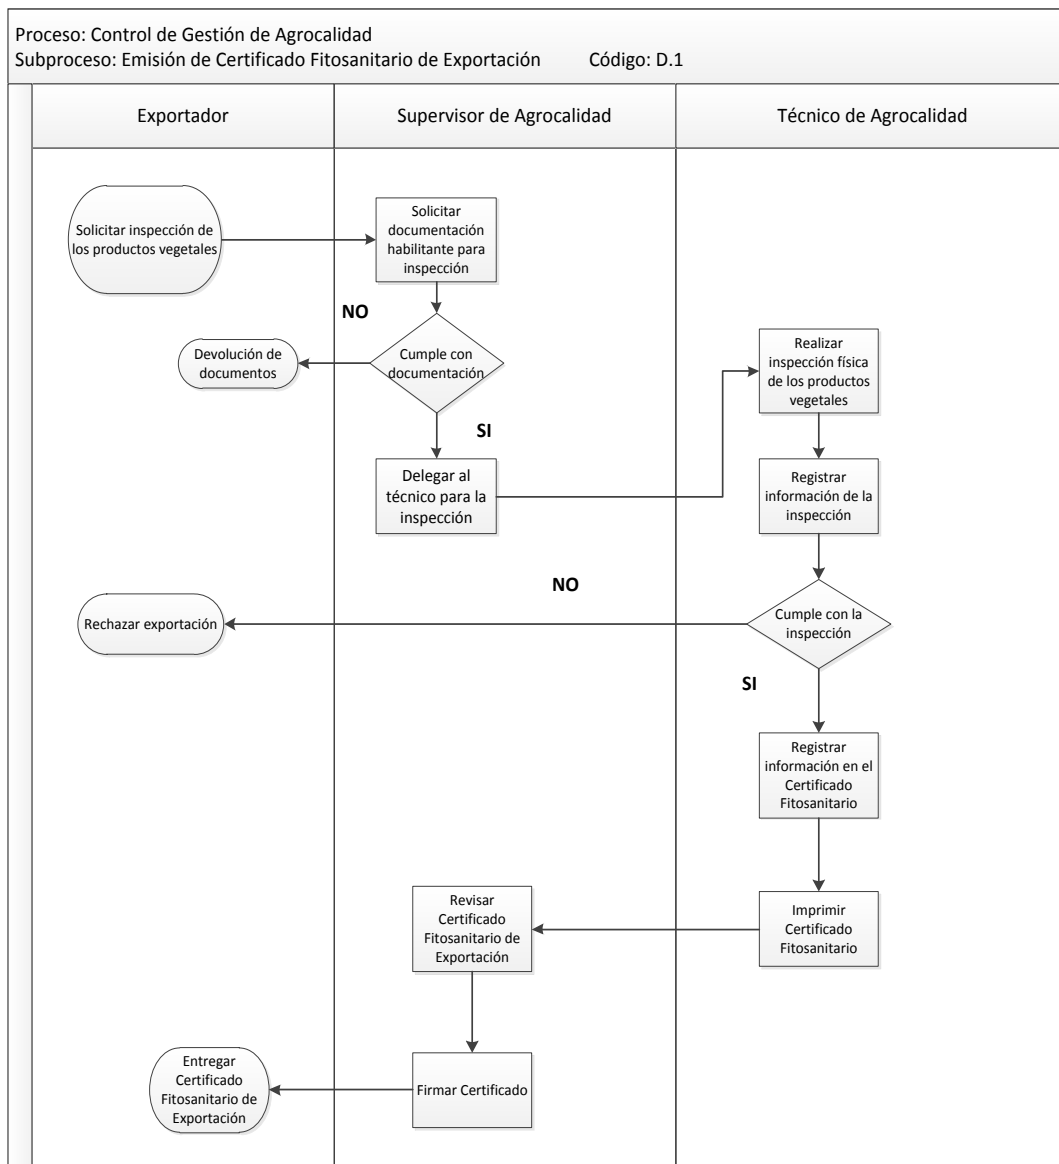 Proceso: Control de Gestión de Agrocalidad
Subproceso: Emisión de Certificado Fitosanitario de Exportación Código: D.1
Exportador
Supervisor de Agrocalidad
Técnico de Agrocalidad
Solicitar inspección de
los productos vegetales
Solicitar
documentación
habilitante para
inspección
NO
Devolución de
documentos
Cumple con
documentación
SI
Delegar al
técnico para la
inspección
Realizar
inspección física
de los productos
vegetales
Registrar
información de la
inspección
NO
Rechazar exportación
Cumple con la
inspección
SI
Registrar
información en el
Certificado
Fitosanitario
Imprimir
Certificado
Fitosanitario
Revisar
Certificado
Fitosanitario de
Exportación
Firmar Certificado
Entregar
Certificado
Fitosanitario de
Exportación